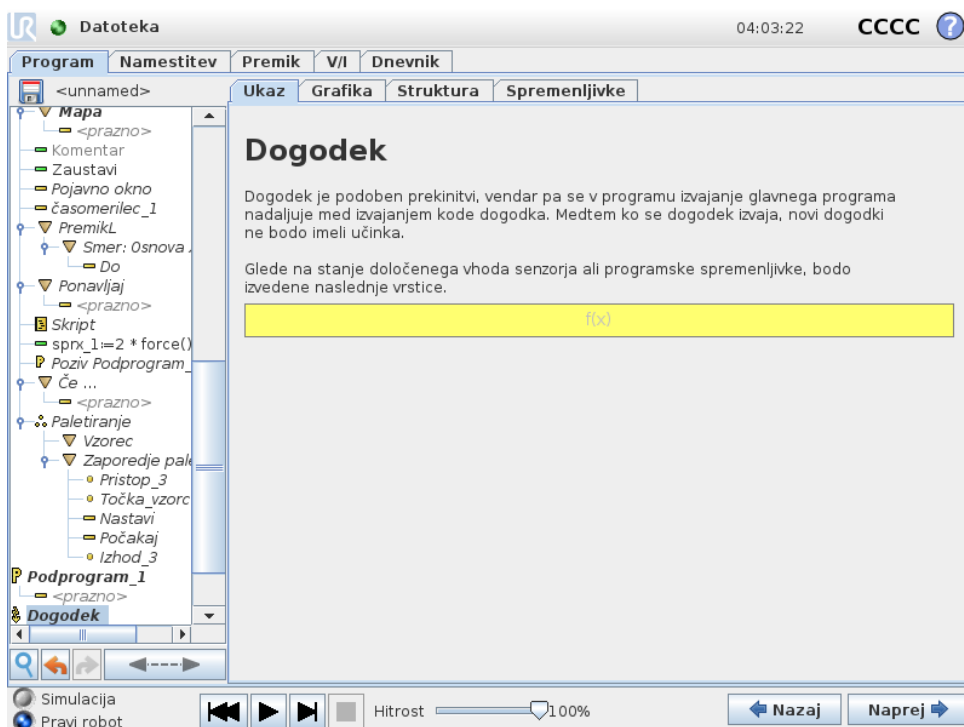 UR Datoteka 04:03:22 CCCC ?
Program Namestitev Premik V/I Dnevnik
<unnamed>
Ukaz Grafika Struktura Spremenljivke
Mapa
<prazno>
Komentar
Zaustavi
Pojavno okno
časomerilec_1
PremikL
Smer: Osnova
Do
Ponavljaj
<prazno>
Skript
sprx_1:=2 * force()
P Poziv Podprogram_
Če ...
<prazno>
Paletiranje
Vzorec
Zaporedje pale
Pristop_3
Točka_vzorc
Nastavi
Počakaj
Izhod_3
P Podprogram_1
<prazno>
Dogodek
Dogodek
Dogodek je podoben prekinitvi, vendar pa se v programu izvajanje glavnega programa
nadaljuje med izvajanjem kode dogodka. Medtem ko se dogodek izvaja, novi dogodki
ne bodo imeli učinka.
Glede na stanje določenega vhoda senzorja ali programske spremenljivke, bodo
izvedene naslednje vrstice.
f(x)
Simulacija
Pravi robot
Hitrost 100%
Nazaj Naprej